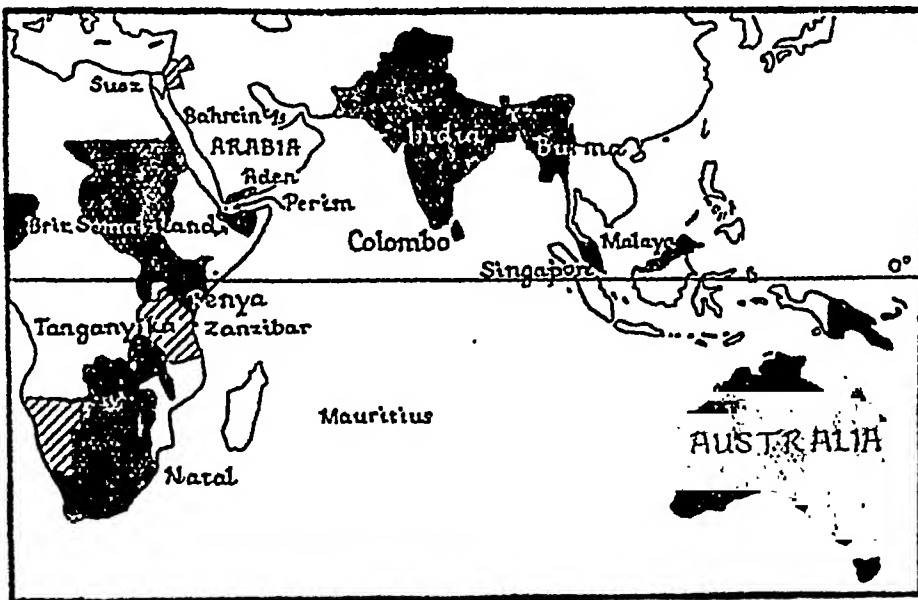 Suez
Bahrein
ARABIA
India
Burma
Aden
Perim
Brit. Somaliland
Colombo
Malaya
Singapore
0°
Kenya
Tanganyika
Zanzibar
Mauritius
AUSTRALIA
Natal